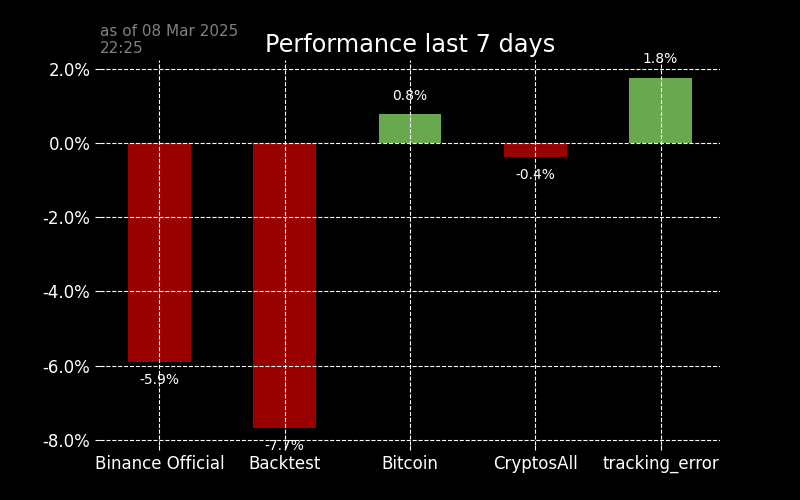 as of 08 Mar 2025
22:25
Performance last 7 days
2.0%
0.0%
-2.0%
-4.0%
-6.0%
-8.0%
-5.9%
-7.7%
0.8%
-0.4%
1.8%
Binance Official
Backtest
Bitcoin
CryptosAll
tracking_error